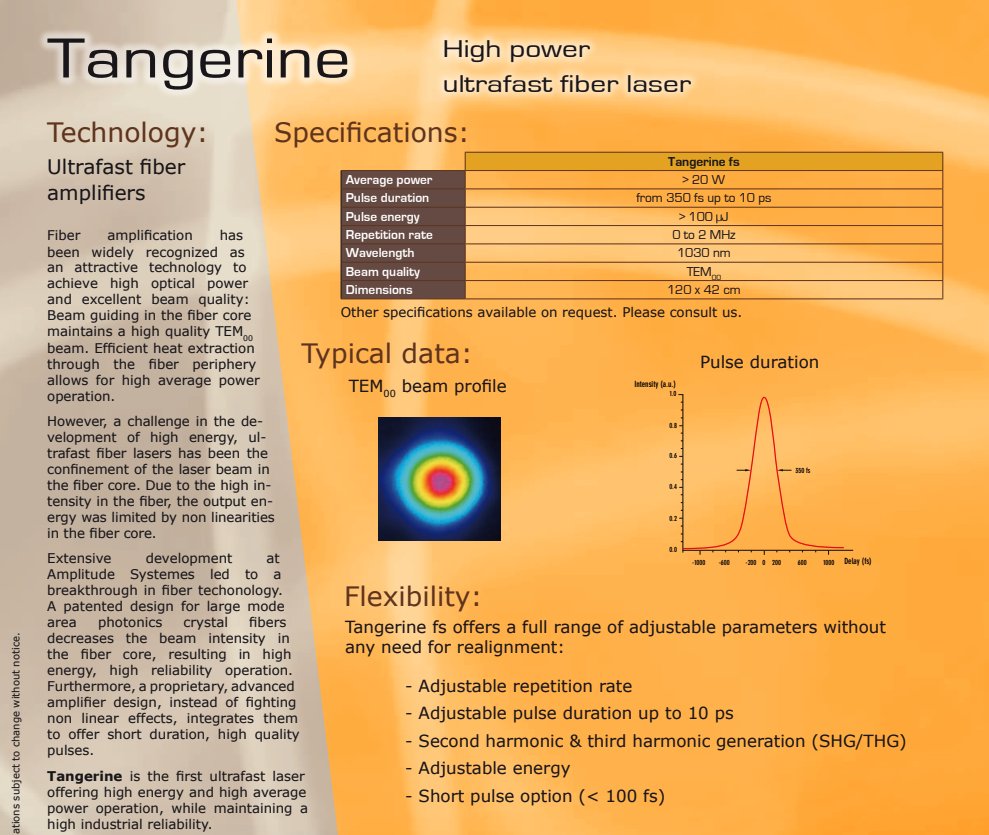 Tangerine
High power
ultrafast fiber laser
Technology:
Ultrafast fiber
amplifiers
Fiber amplification has
been widely recognized as
an attractive technology to
achieve high optical power
and excellent beam quality:
Beam guiding in the fiber core
maintains a high quality TEM00
beam. Efficient heat extraction
through the fiber periphery
allows for high average power
operation.
However, a challenge in the de-
velopment of high energy, ul-
trafast fiber lasers has been the
confinement of the laser beam in
the fiber core. Due to the high in-
tensity in the fiber, the output en-
ergy was limited by non linearities
in the fiber core.
Extensive development at
Amplitude Systemes led to a
breakthrough in fiber techonology.
A patented design for large mode
area photonics crystal fibers
decreases the beam intensity in
the fiber core, resulting in high
energy, high reliability operation.
Furthermore, a proprietary, advanced
amplifier design, instead of fighting
non linear effects, integrates them
to offer short duration, high quality
pulses.
Tangerine is the first ultrafast laser
offering high energy and high average
power operation, while maintaining a
high industrial reliability.
ations subject to change without notice.
Specifications:
Tangerine fs
Average power > 20 W
Pulse duration from 350 fs up to 10 ps
Pulse energy > 100 µJ
Repetition rate 0 to 2 MHz
Wavelength 1030 nm
Beam quality TEM00
Dimensions 120 x 42 cm
Other specifications available on request. Please consult us.
Typical data:
TEM00 beam profile
Pulse duration
Intensity (a.u.)
1.0
0.8
0.6
0.4
0.2
0.0
-1000 -600 -200 0 200 600 1000 Delay (fs)
Flexibility:
Tangerine fs offers a full range of adjustable parameters without
any need for realignment:
- Adjustable repetition rate
- Adjustable pulse duration up to 10 ps
- Second harmonic & third harmonic generation (SHG/THG)
- Adjustable energy
- Short pulse option (< 100 fs)